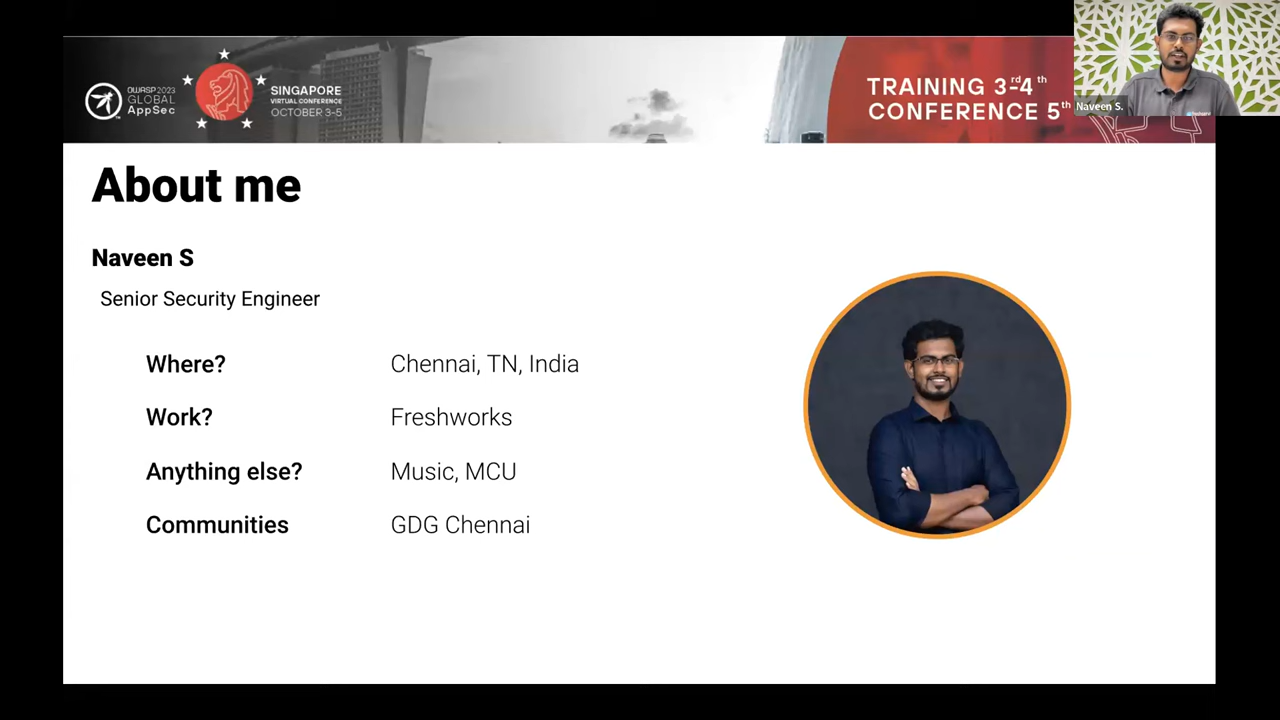 OWASP 2023
GLOBAL
AppSec
SINGAPORE
VIRTUAL CONFERENCE
OCTOBER 3-5
TRAINING 3rd-4th
CONFERENCE 5th
Naveen S.
About me
Naveen S
Senior Security Engineer
Where? Chennai, TN, India
Work? Freshworks
Anything else? Music, MCU
Communities GDG Chennai